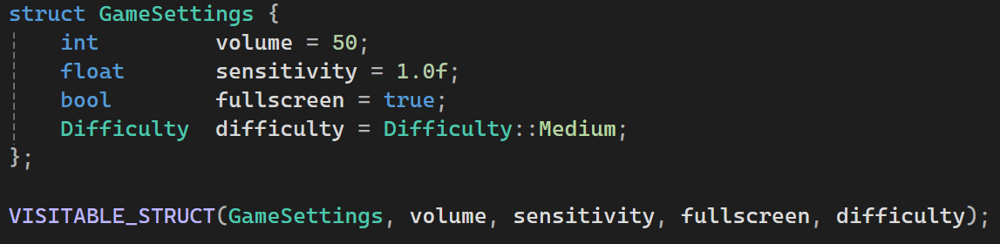 struct GameSettings {
    int         volume = 50;
    float       sensitivity = 1.0f;
    bool        fullscreen = true;
    Difficulty  difficulty = Difficulty::Medium;
};

VISITABLE_STRUCT(GameSettings, volume, sensitivity, fullscreen, difficulty);